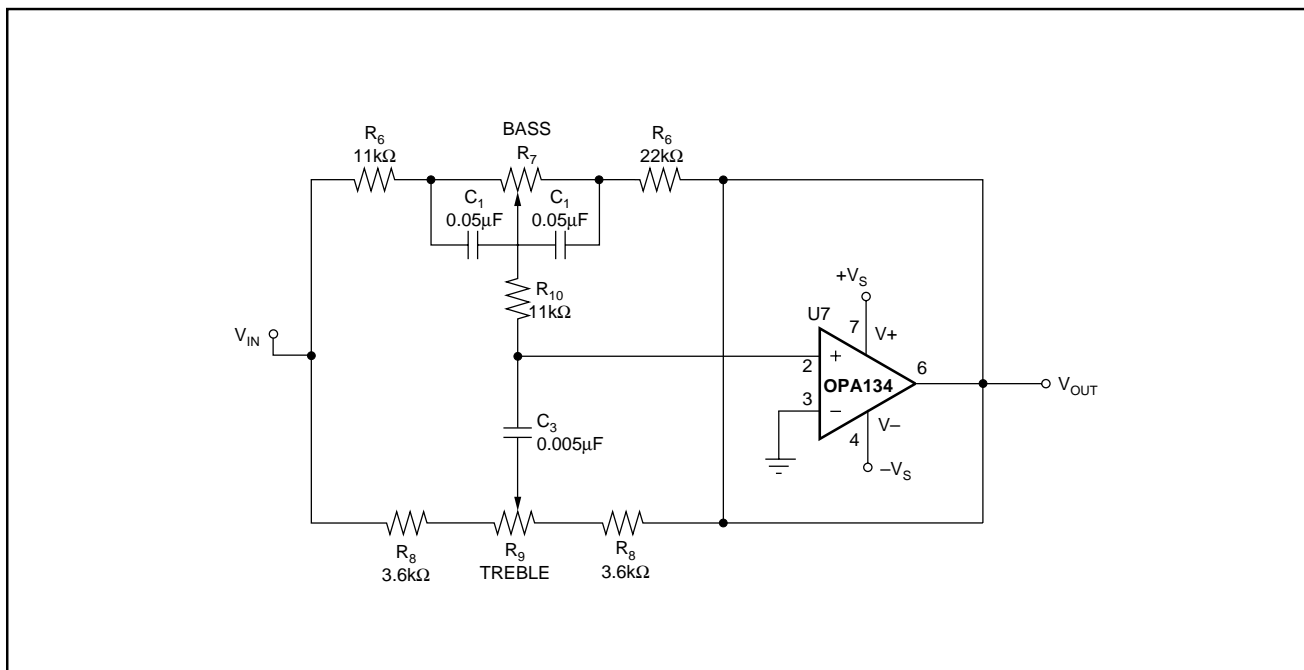 BASS
R6
11kΩ
R7
R6
22kΩ
C1
0.05µF
C1
0.05µF
R10
11kΩ
+VS
U7
7
V+
VIN
2
+
6
OPA134
VOUT
3
–
V–
4
–VS
C3
0.005µF
R8
3.6kΩ
R9
TREBLE
R8
3.6kΩ